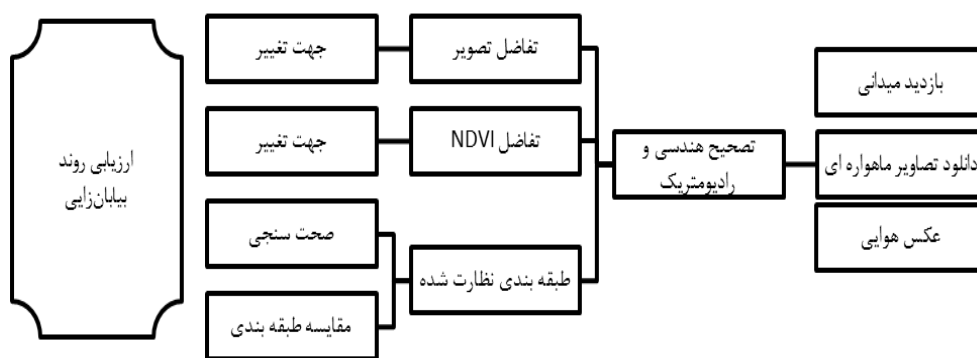 بازدید میدانی
دانلود تصاویر ماهواره ای
عکس هوایی
تصحیح هندسی و
رادیومتریک
تفاضل تصویر
تفاضل NDVI
طبقه بندی نظارت شده
جهت تغییر
جهت تغییر
صحت سنجی
مقایسه طبقه بندی
ارزیابی روند
بیابان‌زایی